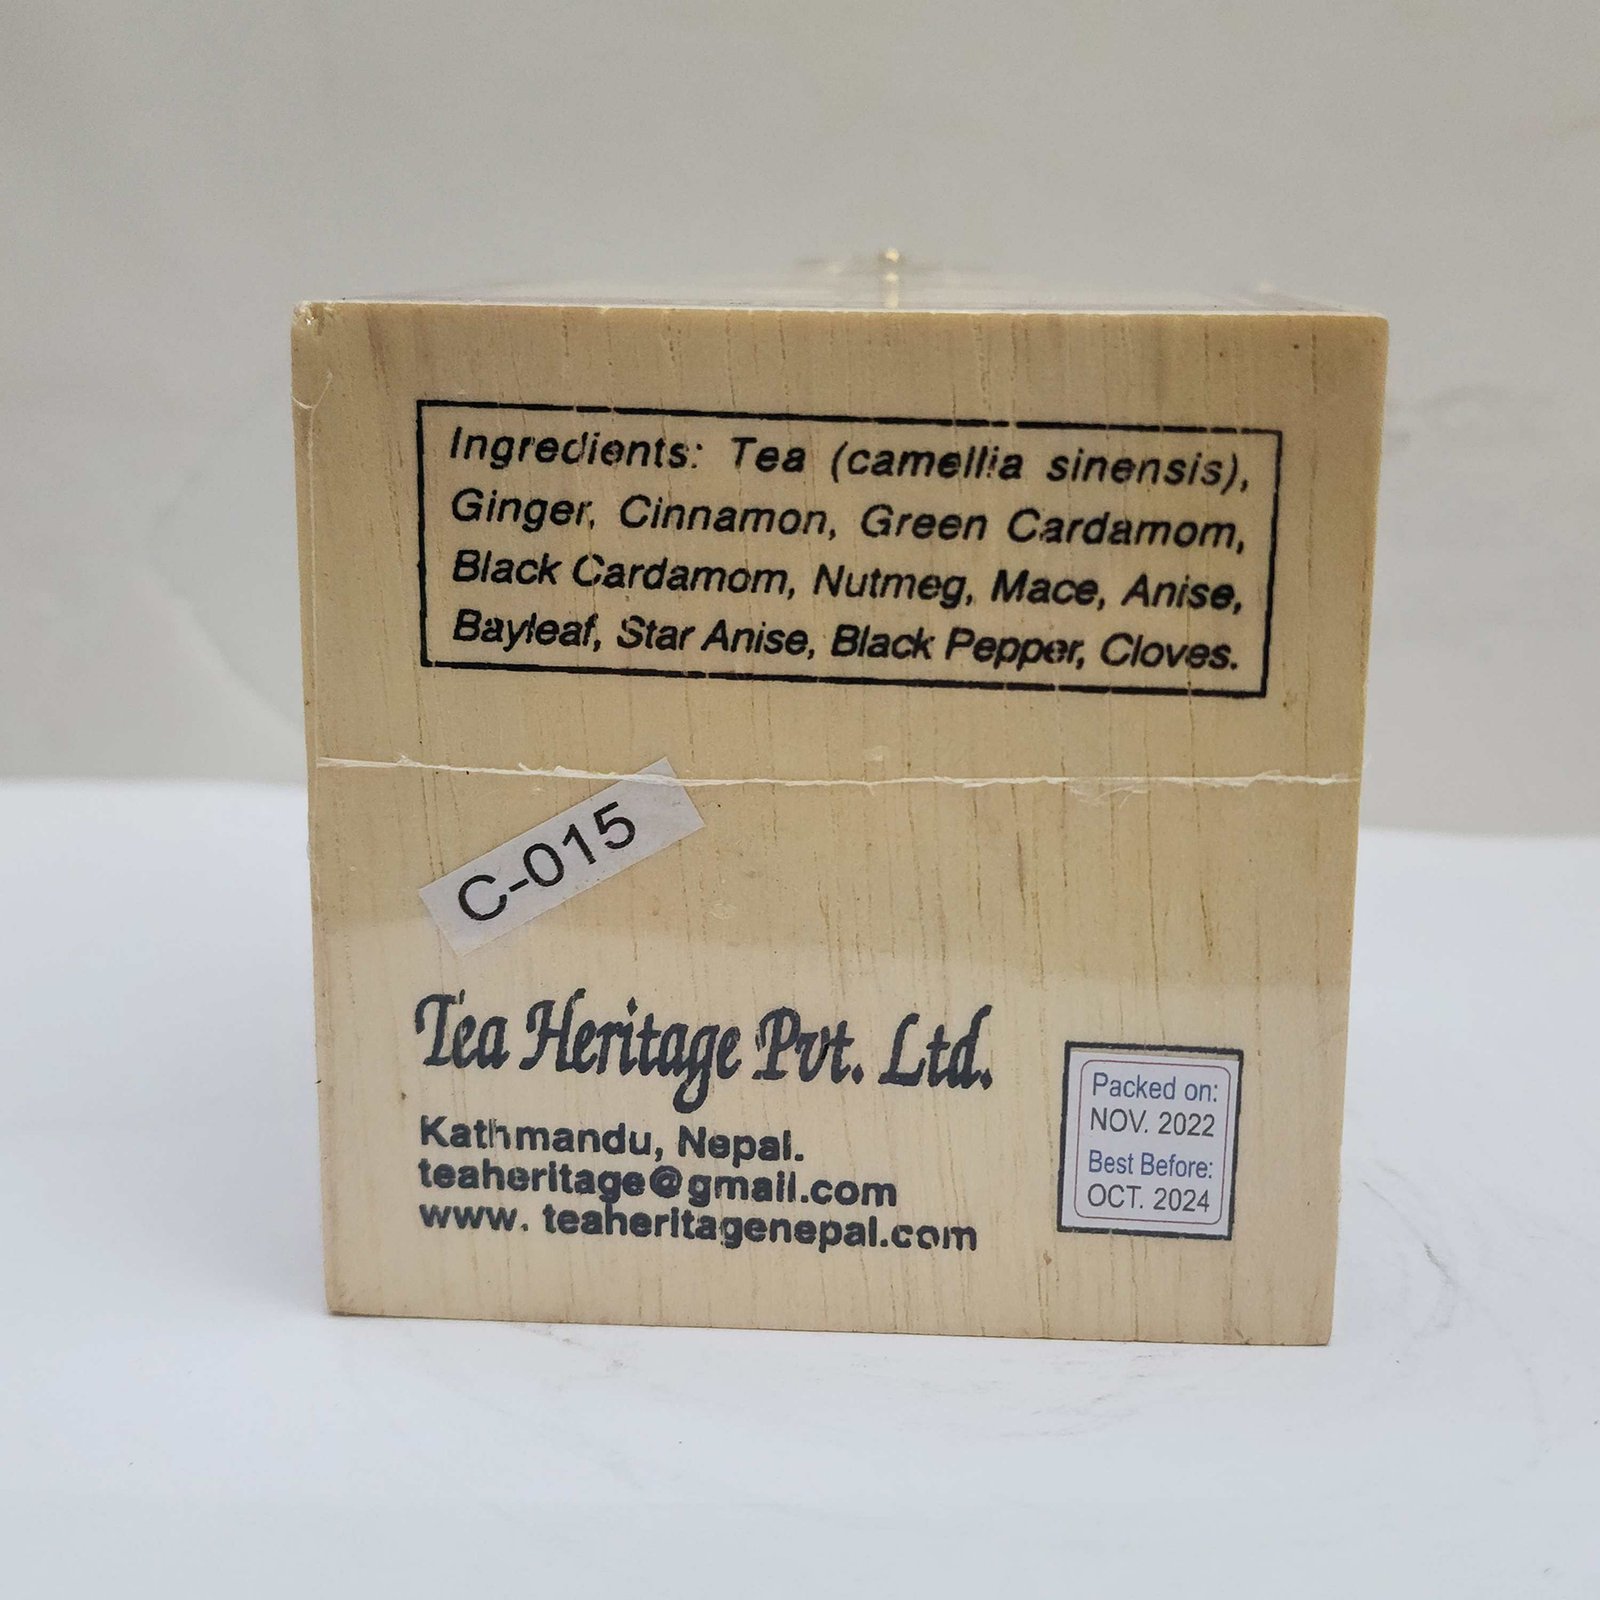 Ingredients: Tea (camellia sinensis),
Ginger, Cinnamon, Green Cardamom,
Black Cardamom, Nutmeg, Mace, Anise,
Bayleaf, Star Anise, Black Pepper, Cloves.
C-015
Tea Heritage Pvt. Ltd.
Kathmandu, Nepal.
teaheritage@gmail.com
www. teaheritagenepal.com
Packed on:
NOV. 2022
Best Before:
OCT. 2024